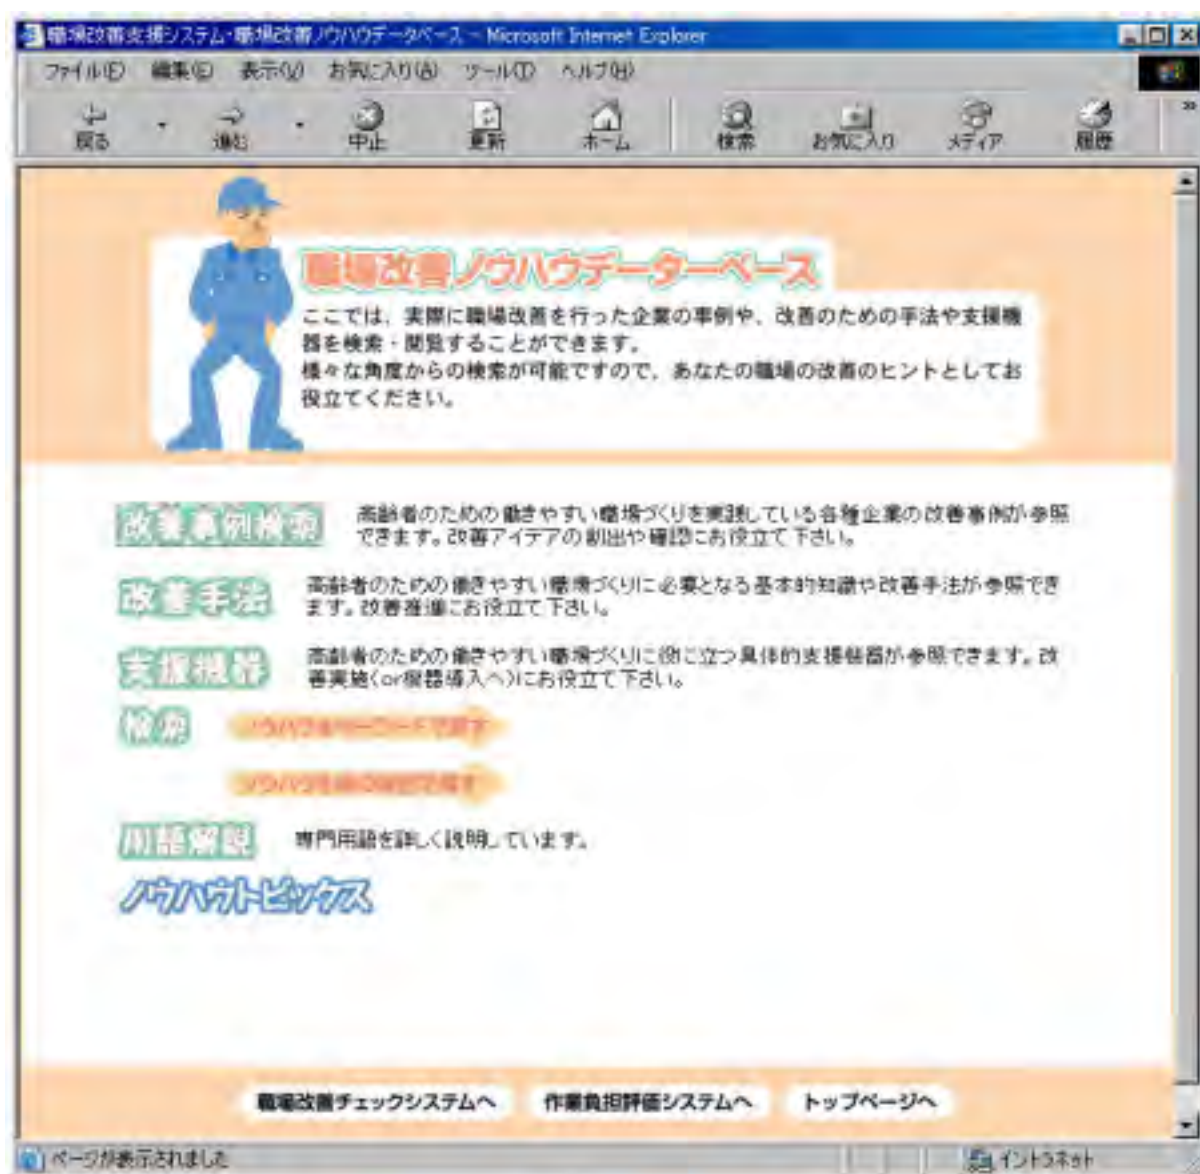 職場改善支援システム・職場改善ノウハウデータベース - Microsoft Internet Explorer
ファイル(F) 編集(E) 表示(V) お気に入り(A) ツール(T) ヘルプ(H)
戻る 進む 中止 更新 ホーム 検索 お気に入り メディア 履歴
職場改善ノウハウデーターベース
ここでは、実際に職場改善を行った企業の事例や、改善のための手法や支援機
器を検索・閲覧することができます。
様々な角度からの検索が可能ですので、あなたの職場の改善のヒントとしてお
役立てください。
改善事例検索 高齢者のための働きやすい職場づくりを実践している各種企業の改善事例が参照
できます。改善アイデアの創出や確認にお役立て下さい。
改善手法 高齢者のための働きやすい職場づくりに必要となる基本的知識や改善手法が参照でき
ます。改善推進にお役立て下さい。
支援機器 高齢者のための働きやすい職場づくりに役に立つ具体的支援機器が参照できます。改
善実施(or機器導入へ)にお役立て下さい。
検索 ノウハウをキーワードで探す
ノウハウを
用語解説 専門用語を詳しく説明しています。
ノウハウトピックス
職場改善チェックシステムへ 作業負担評価システムへ トップページへ
ページが表示されました イントラネット